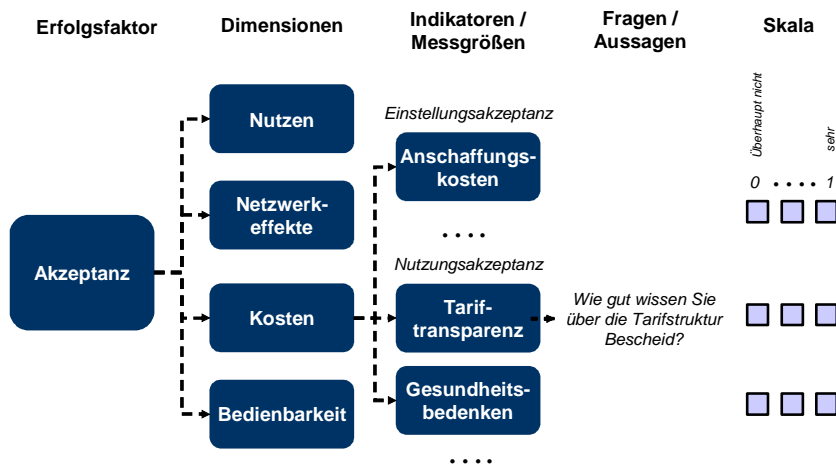 Erfolgsfaktor
Dimensionen
Indikatoren /
Messgrößen
Fragen /
Aussagen
Skala
Akzeptanz
Nutzen
Netzwerk-
effekte
Kosten
Bedienbarkeit
Einstellungsakzeptanz
Anschaffungs-
kosten
. . . .
Nutzungsakzeptanz
Tarif-
transparenz
Gesundheits-
bedenken
. . . .
Wie gut wissen Sie
über die Tarifstruktur
Bescheid?
Überhaupt nicht
sehr
0 . . . . 1